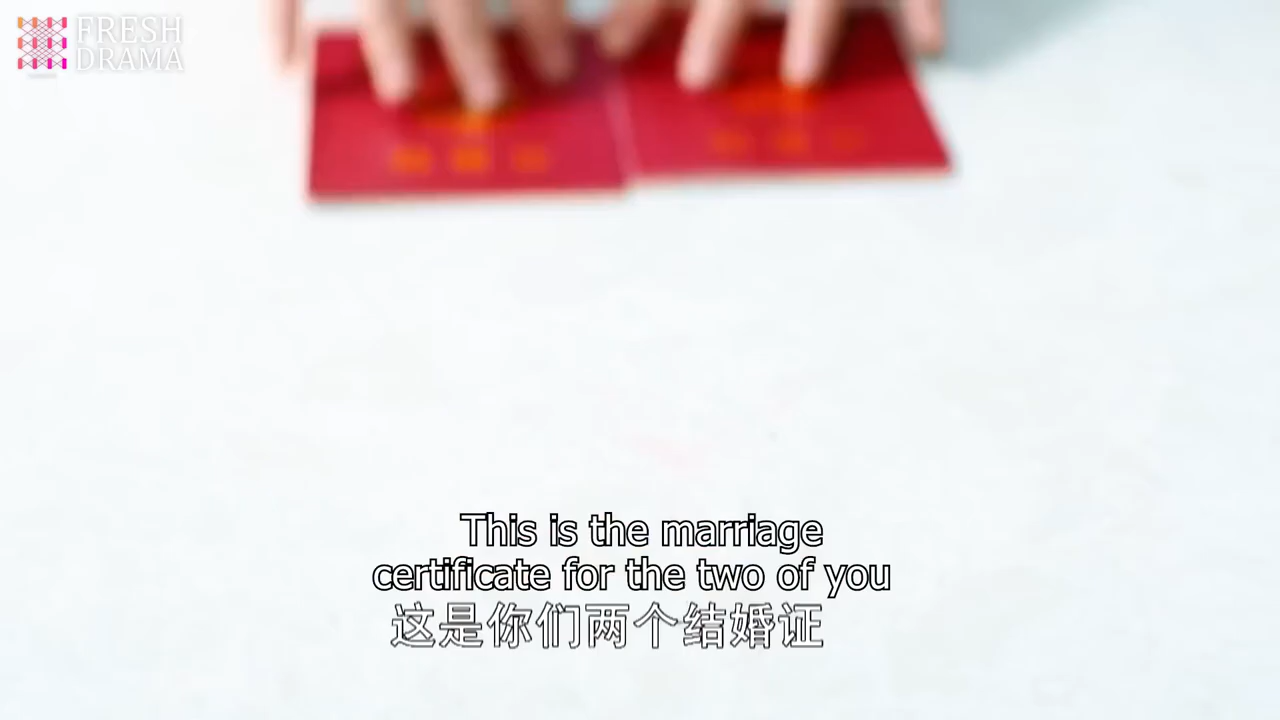 FRESH
DRAMA
This is the marriage
certificate for the two of you
这是你们两个结婚证